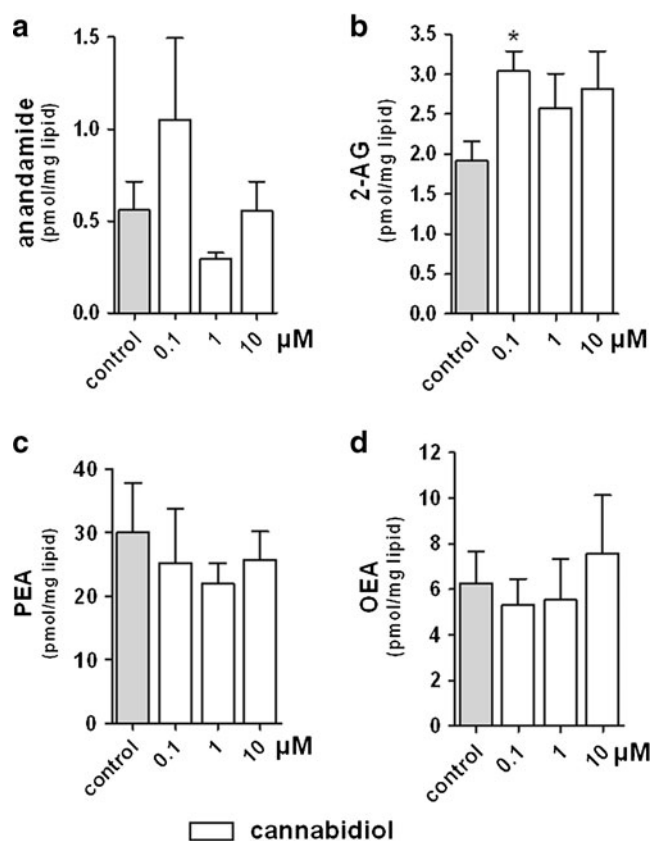 a
anandamide
(pmol/mg lipid)
1.5
1.0
0.5
0.0
control
0.1
1
10
µM
b
2-AG
(pmol/mg lipid)
3.5
3.0
2.5
2.0
1.5
1.0
0.5
0.0
*
control
0.1
1
10
µM
c
PEA
(pmol/mg lipid)
40
30
20
10
0
control
0.1
1
10
µM
d
OEA
(pmol/mg lipid)
12
10
8
6
4
2
0
control
0.1
1
10
µM
cannabidiol